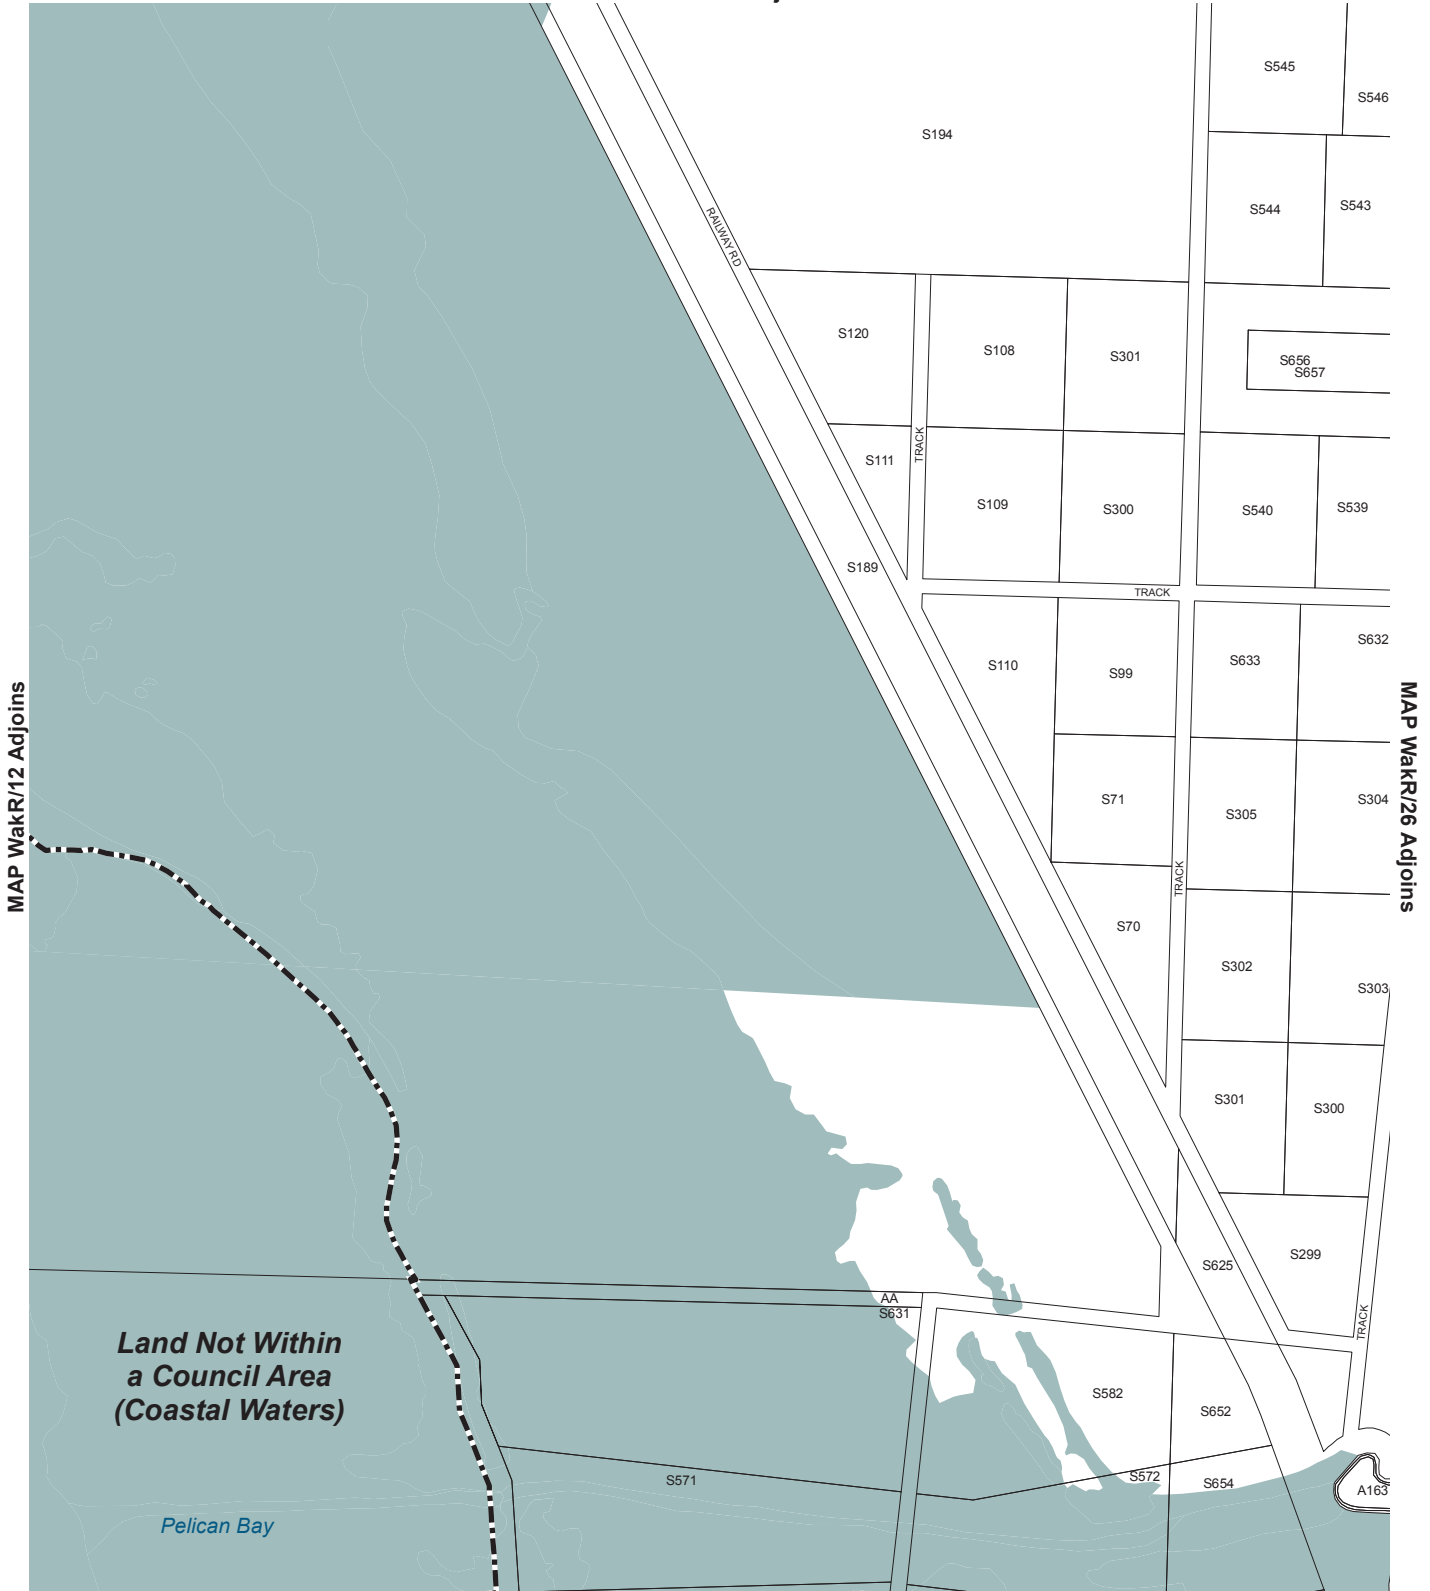 S545
S546
S194
S544
S543
RAILWAY RD
S120
S108
S301
S656
S657
TRACK
S111
S109
S300
S540
S539
S189
TRACK
S110
S99
S633
S632
MAP WakR/12 Adjoins
MAP WakR/26 Adjoins
S71
S305
S304
TRACK
S70
S302
S303
S301
S300
S625
S299
AA
S631
TRACK
Land Not Within
a Council Area
(Coastal Waters)
S582
S652
S571
S572
S654
A163
Pelican Bay